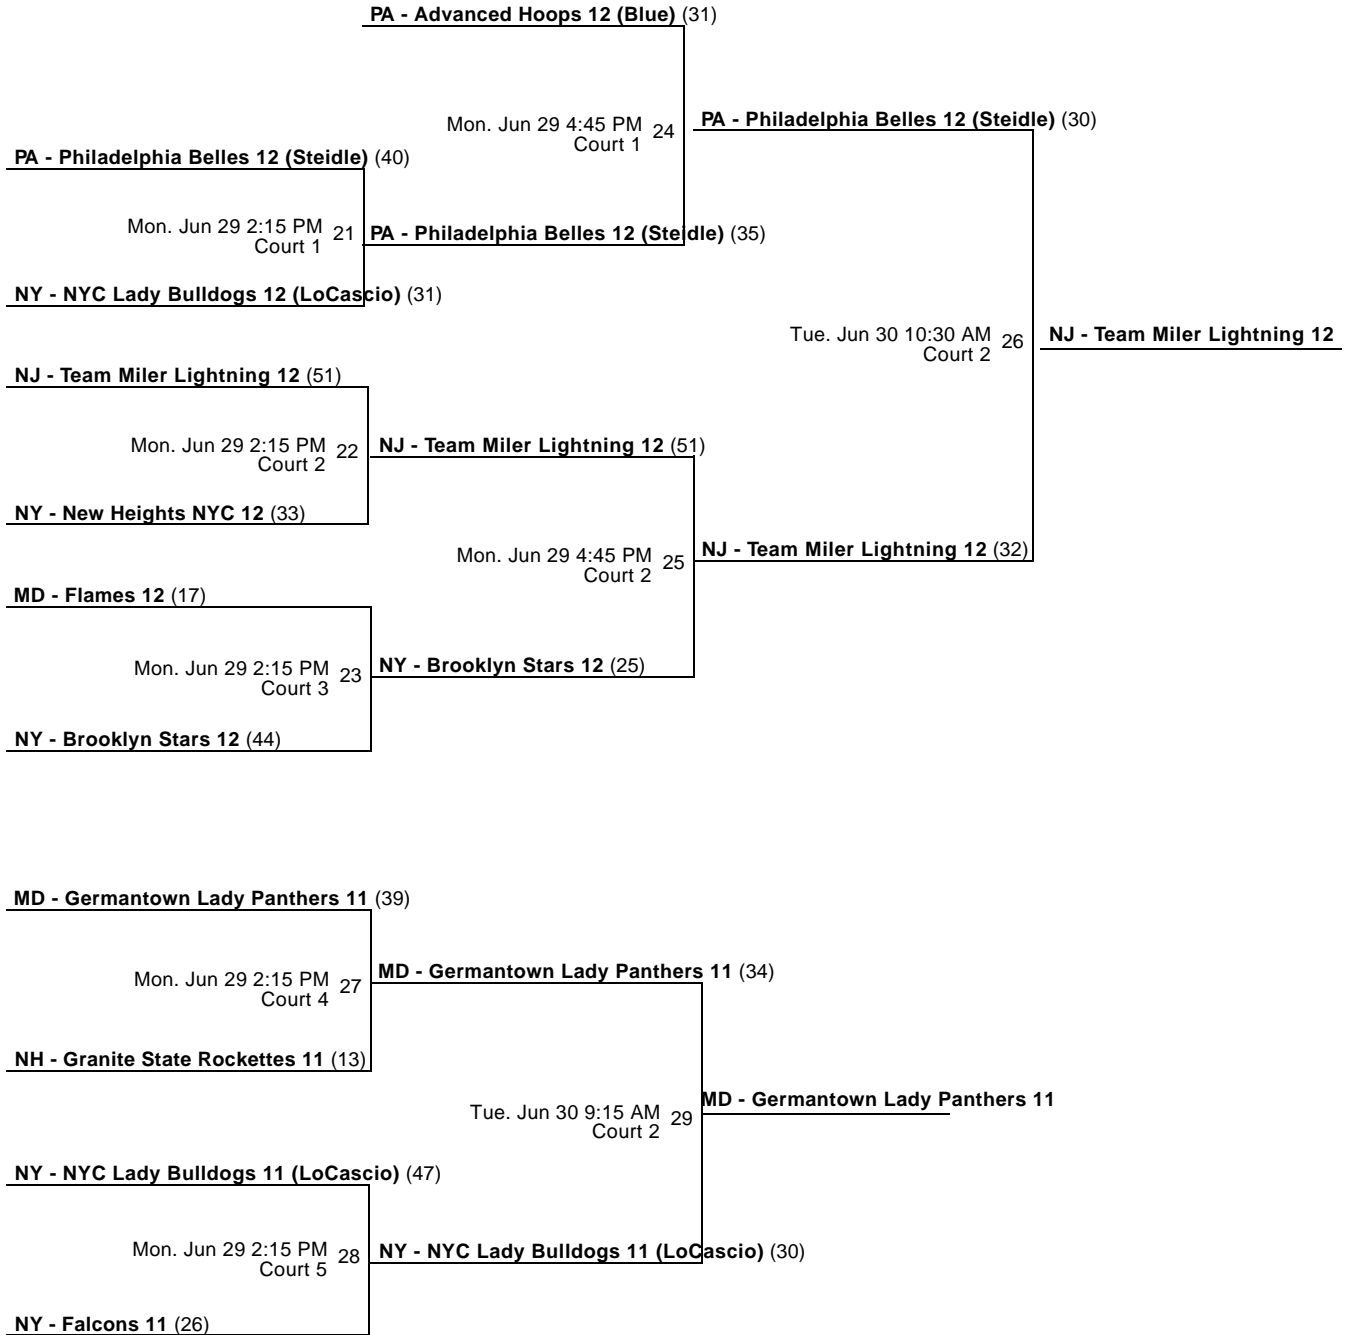 PA - Advanced Hoops 12 (Blue) (31)
Mon. Jun 29 4:45 PM 24
Court 1
PA - Philadelphia Belles 12 (Steidle) (30)
PA - Philadelphia Belles 12 (Steidle) (40)
Mon. Jun 29 2:15 PM 21
Court 1
PA - Philadelphia Belles 12 (Steidle) (35)
NY - NYC Lady Bulldogs 12 (LoCascio) (31)
Tue. Jun 30 10:30 AM 26
Court 2
NJ - Team Miler Lightning 12
NJ - Team Miler Lightning 12 (51)
Mon. Jun 29 2:15 PM 22
Court 2
NJ - Team Miler Lightning 12 (51)
NY - New Heights NYC 12 (33)
Mon. Jun 29 4:45 PM 25
Court 2
NJ - Team Miler Lightning 12 (32)
MD - Flames 12 (17)
Mon. Jun 29 2:15 PM 23
Court 3
NY - Brooklyn Stars 12 (25)
NY - Brooklyn Stars 12 (44)
MD - Germantown Lady Panthers 11 (39)
Mon. Jun 29 2:15 PM 27
Court 4
MD - Germantown Lady Panthers 11 (34)
NH - Granite State Rockettes 11 (13)
Tue. Jun 30 9:15 AM 29
Court 2
MD - Germantown Lady Panthers 11
NY - NYC Lady Bulldogs 11 (LoCascio) (47)
Mon. Jun 29 2:15 PM 28
Court 5
NY - NYC Lady Bulldogs 11 (LoCascio) (30)
NY - Falcons 11 (26)